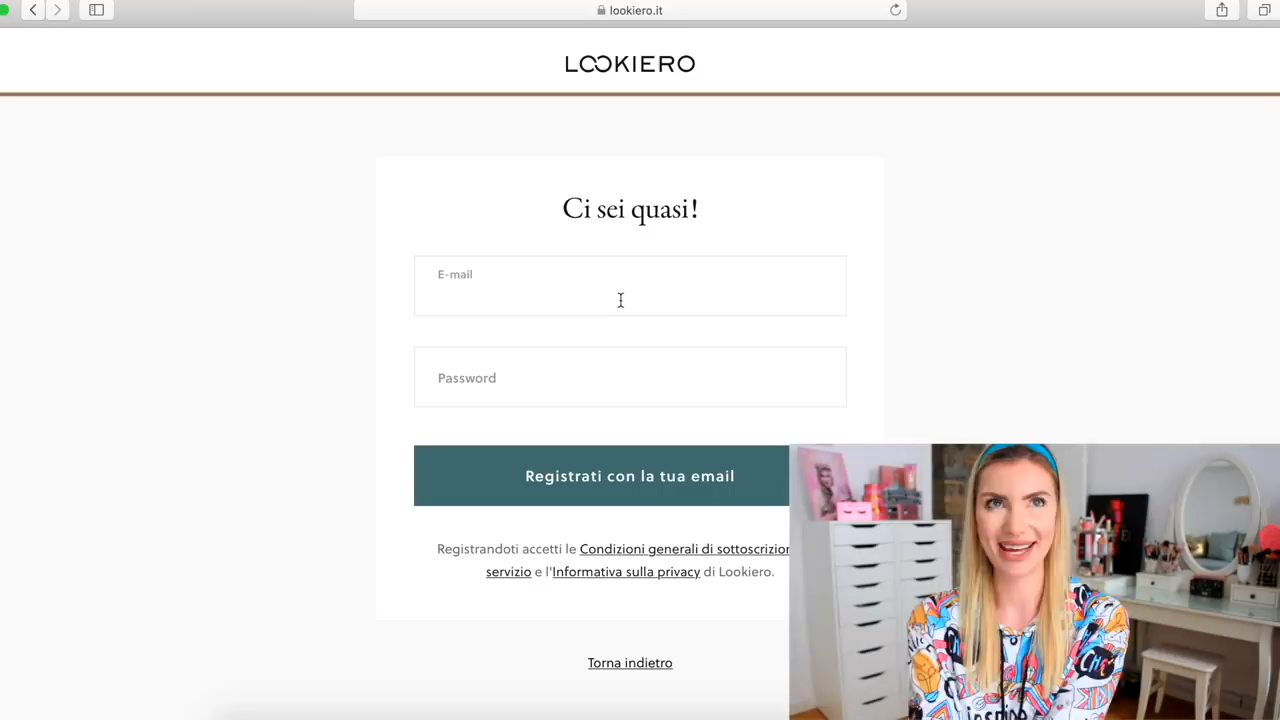 lookiero.it
LOOKIERO
Ci sei quasi!
E-mail
Password
Registrati con la tua email
Registrandoti accetti le Condizioni generali di sottoscrizion
servizio e l'Informativa sulla privacy di Lookiero.
Torna indietro